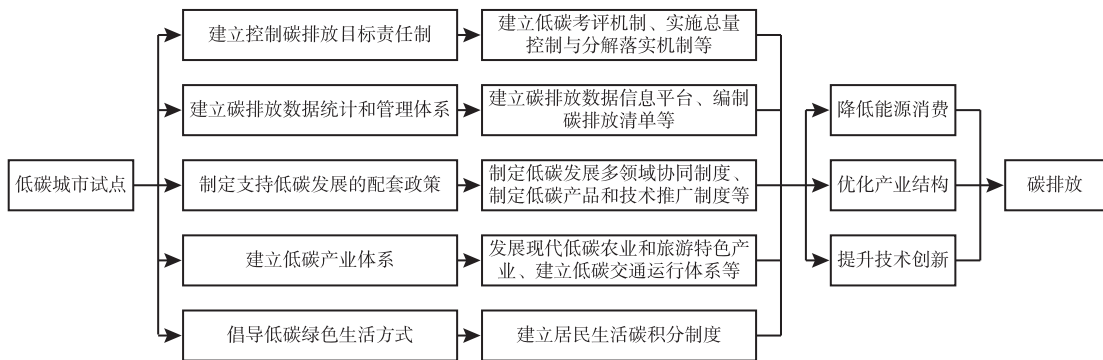 低碳城市试点
建立控制碳排放目标责任制
建立低碳考评机制、实施总量
控制与分解落实机制等
建立碳排放数据统计和管理体系
建立碳排放数据信息平台、编制
碳排放清单等
制定支持低碳发展的配套政策
制定低碳发展多领域协同制度、
制定低碳产品和技术推广制度等
建立低碳产业体系
发展现代低碳农业和旅游特色产
业、建立低碳交通运行体系等
倡导低碳绿色生活方式
建立居民生活碳积分制度
降低能源消费
优化产业结构
提升技术创新
碳排放